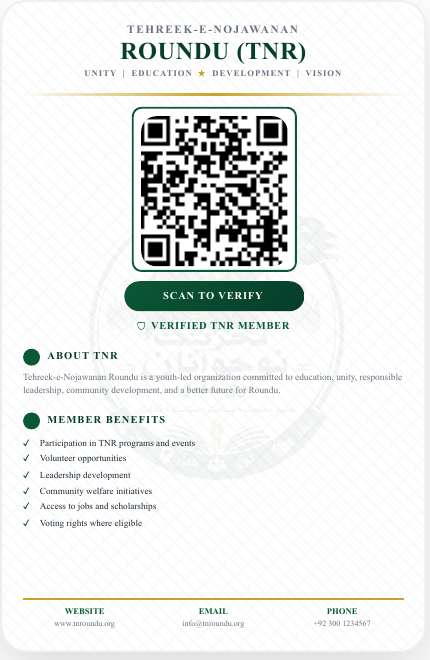 TEHREEK-E-NOJAWANAN
ROUNDU (TNR)
UNITY | EDUCATION ★ DEVELOPMENT | VISION
SCAN TO VERIFY
VERIFIED TNR MEMBER
ABOUT TNR
Tehreek-e-Nojawanan Roundu is a youth-led organization committed to education, unity, responsible
leadership, community development, and a better future for Roundu.
MEMBER BENEFITS
✓ Participation in TNR programs and events
✓ Volunteer opportunities
✓ Leadership development
✓ Community welfare initiatives
✓ Access to jobs and scholarships
✓ Voting rights where eligible
WEBSITE EMAIL PHONE
www.tnroundu.org info@tnroundu.org +92 300 1234567